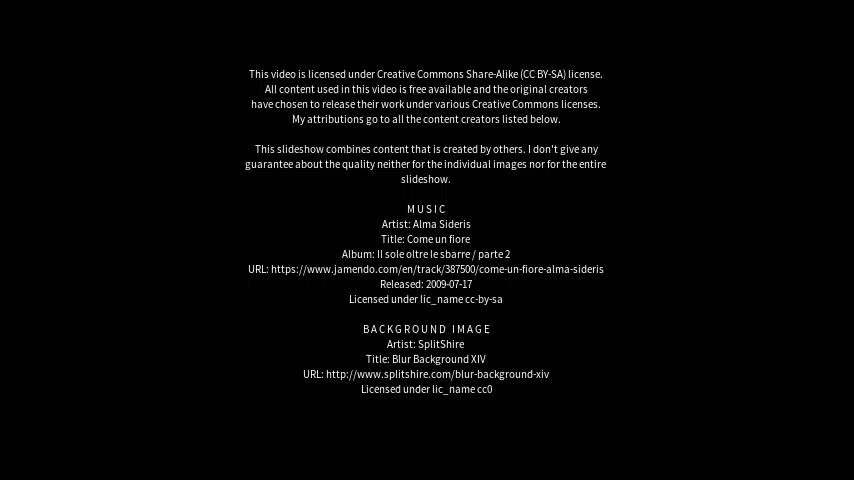 This video is licensed under Creative Commons Share-Alike (CC BY-SA) license.
All content used in this video is free available and the original creators
have chosen to release their work under various Creative Commons licenses.
My attributions go to all the content creators listed below.
This slideshow combines content that is created by others. I don't give any
guarantee about the quality neither for the individual images nor for the entire
slideshow.
MUSIC
Artist: Alma Sideris
Title: Come un fiore
Album: Il sole oltre le sbarre / parte 2
URL: https://www.jamendo.com/en/track/387500/come-un-fiore-alma-sideris
Released: 2009-07-17
Licensed under lic_name cc-by-sa
BACKGROUND IMAGE
Artist: SplitShire
Title: Blur Background XIV
URL: http://www.splitshire.com/blur-background-xiv
Licensed under lic_name cc0